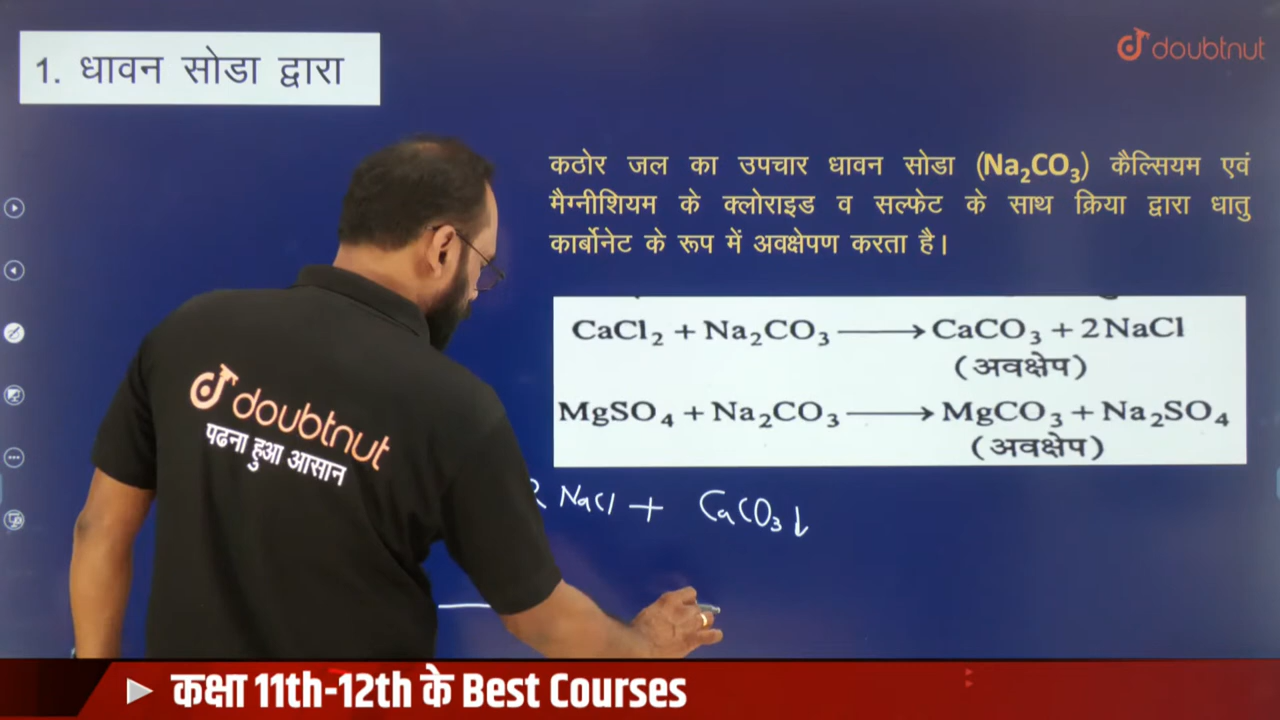 1. धावन सोडा द्वारा
doubtnut
कठोर जल का उपचार धावन सोडा (Na₂CO₃) कैल्सियम एवं
मैग्नीशियम के क्लोराइड व सल्फेट के साथ क्रिया द्वारा धातु
कार्बोनेट के रूप में अवक्षेपण करता है।
CaCl₂ + Na₂CO₃ ⟶ CaCO₃ + 2NaCl
(अवक्षेप)
MgSO₄ + Na₂CO₃ ⟶ MgCO₃ + Na₂SO₄
(अवक्षेप)
doubtnut
पढना हुआ आसान
2 NaCl + CaCO₃↓
कक्षा 11th-12th के Best Courses